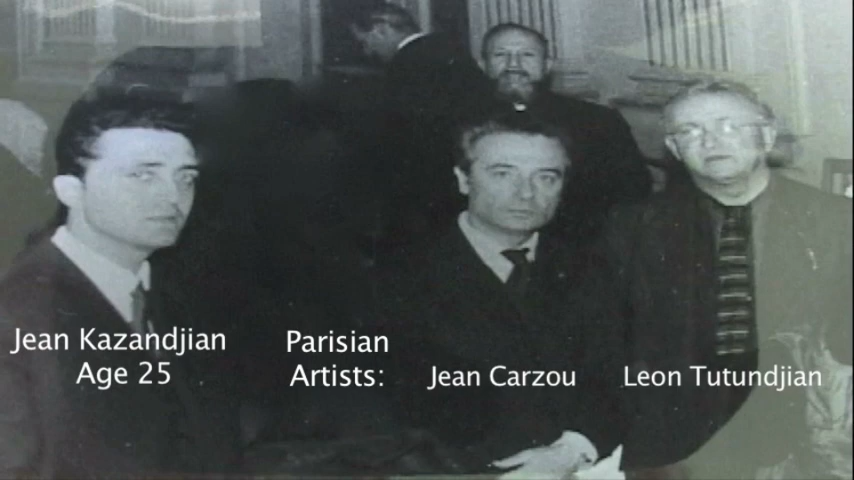 Jean Kazandjian
Age 25
Parisian
Artists:
Jean Carzou
Leon Tutundjian